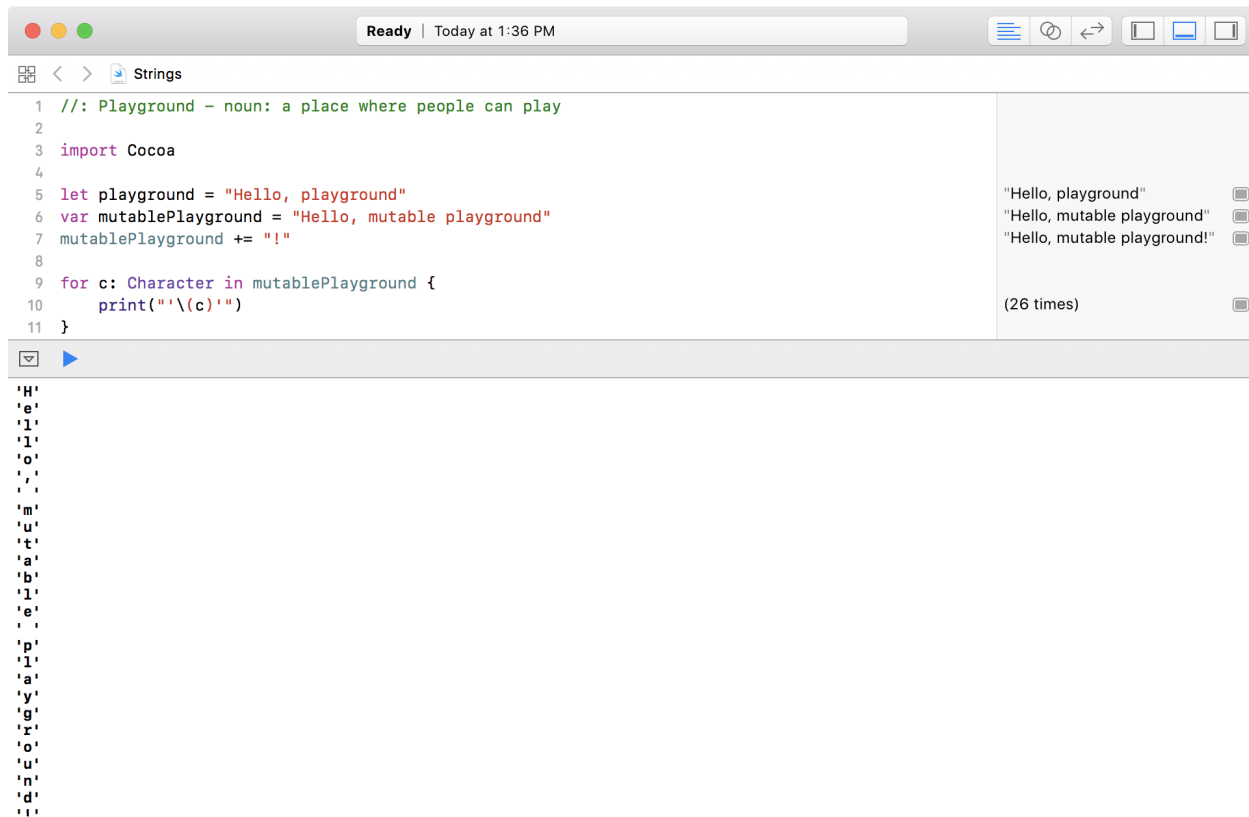 Ready | Today at 1:36 PM
Strings
1 //: Playground – noun: a place where people can play
2
3 import Cocoa
4
5 let playground = "Hello, playground"
"Hello, playground"
6 var mutablePlayground = "Hello, mutable playground"
"Hello, mutable playground"
7 mutablePlayground += "!"
"Hello, mutable playground!"
8
9 for c: Character in mutablePlayground {
10     print("'\(c)'")
(26 times)
11 }
'H'
'e'
'l'
'l'
'o'
','
' '
'm'
'u'
't'
'a'
'b'
'l'
'e'
' '
'p'
'l'
'a'
'y'
'g'
'r'
'o'
'u'
'n'
'd'
'!'